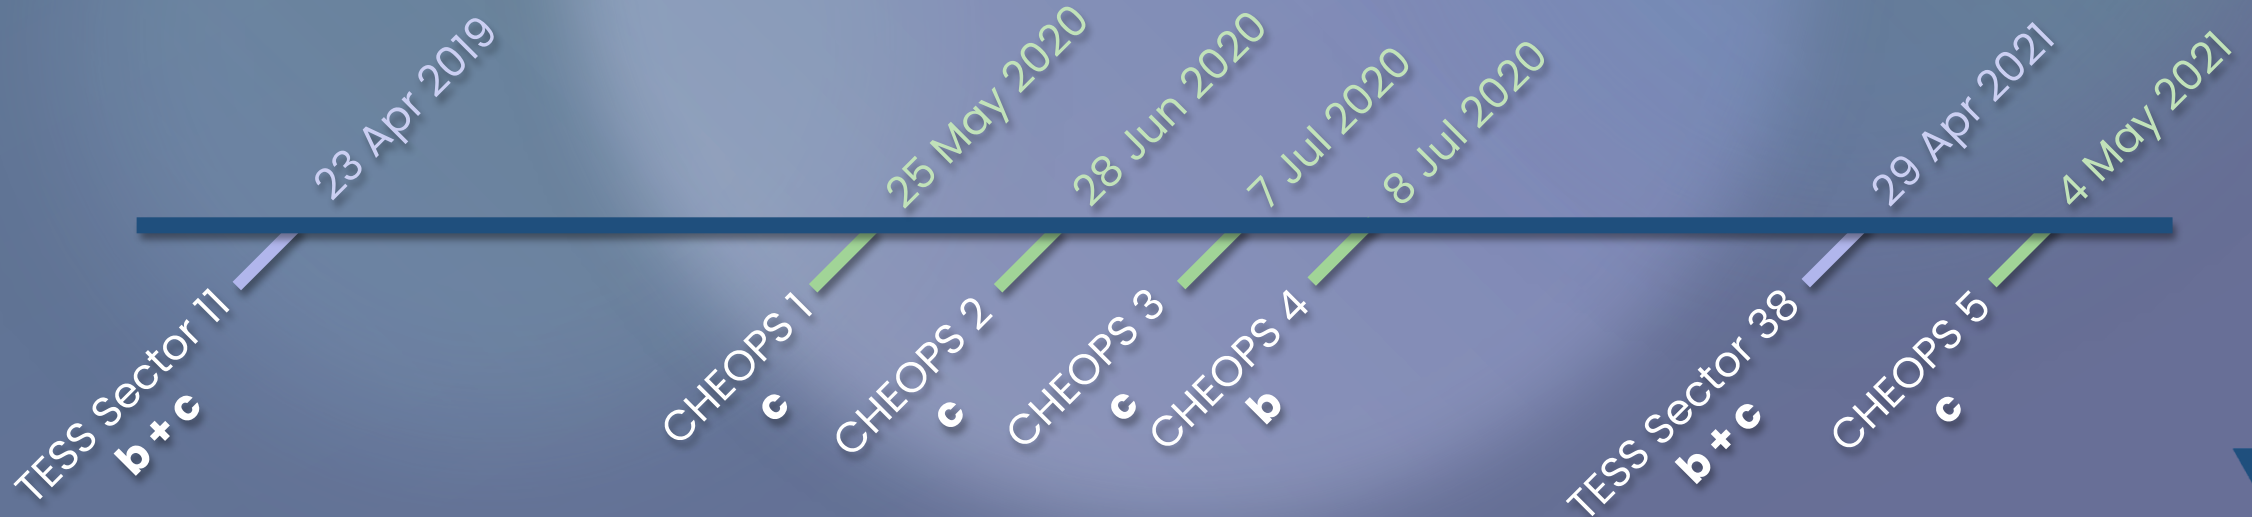 23 Apr 2019
25 May 2020
28 Jun 2020
7 Jul 2020
8 Jul 2020
29 Apr 2021
4 May 2021
TESS Sector 11
b + c
CHEOPS 1
c
CHEOPS 2
c
CHEOPS 3
c
CHEOPS 4
b
TESS Sector 38
b + c
CHEOPS 5
c